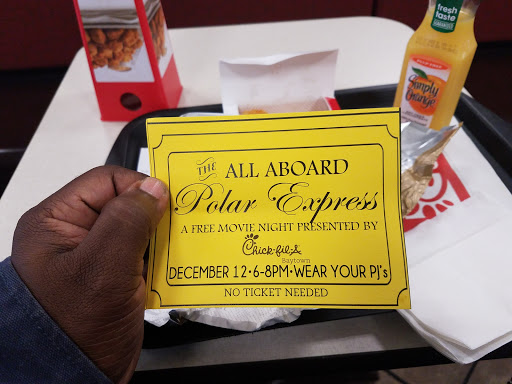 THE ALL ABOARD
Polar Express
A FREE MOVIE NIGHT PRESENTED BY
Chick-fil-A
Baytown
DECEMBER 12•6-8PM•WEAR YOUR PJ's
NO TICKET NEEDED
fresh
taste
Simply
Orange